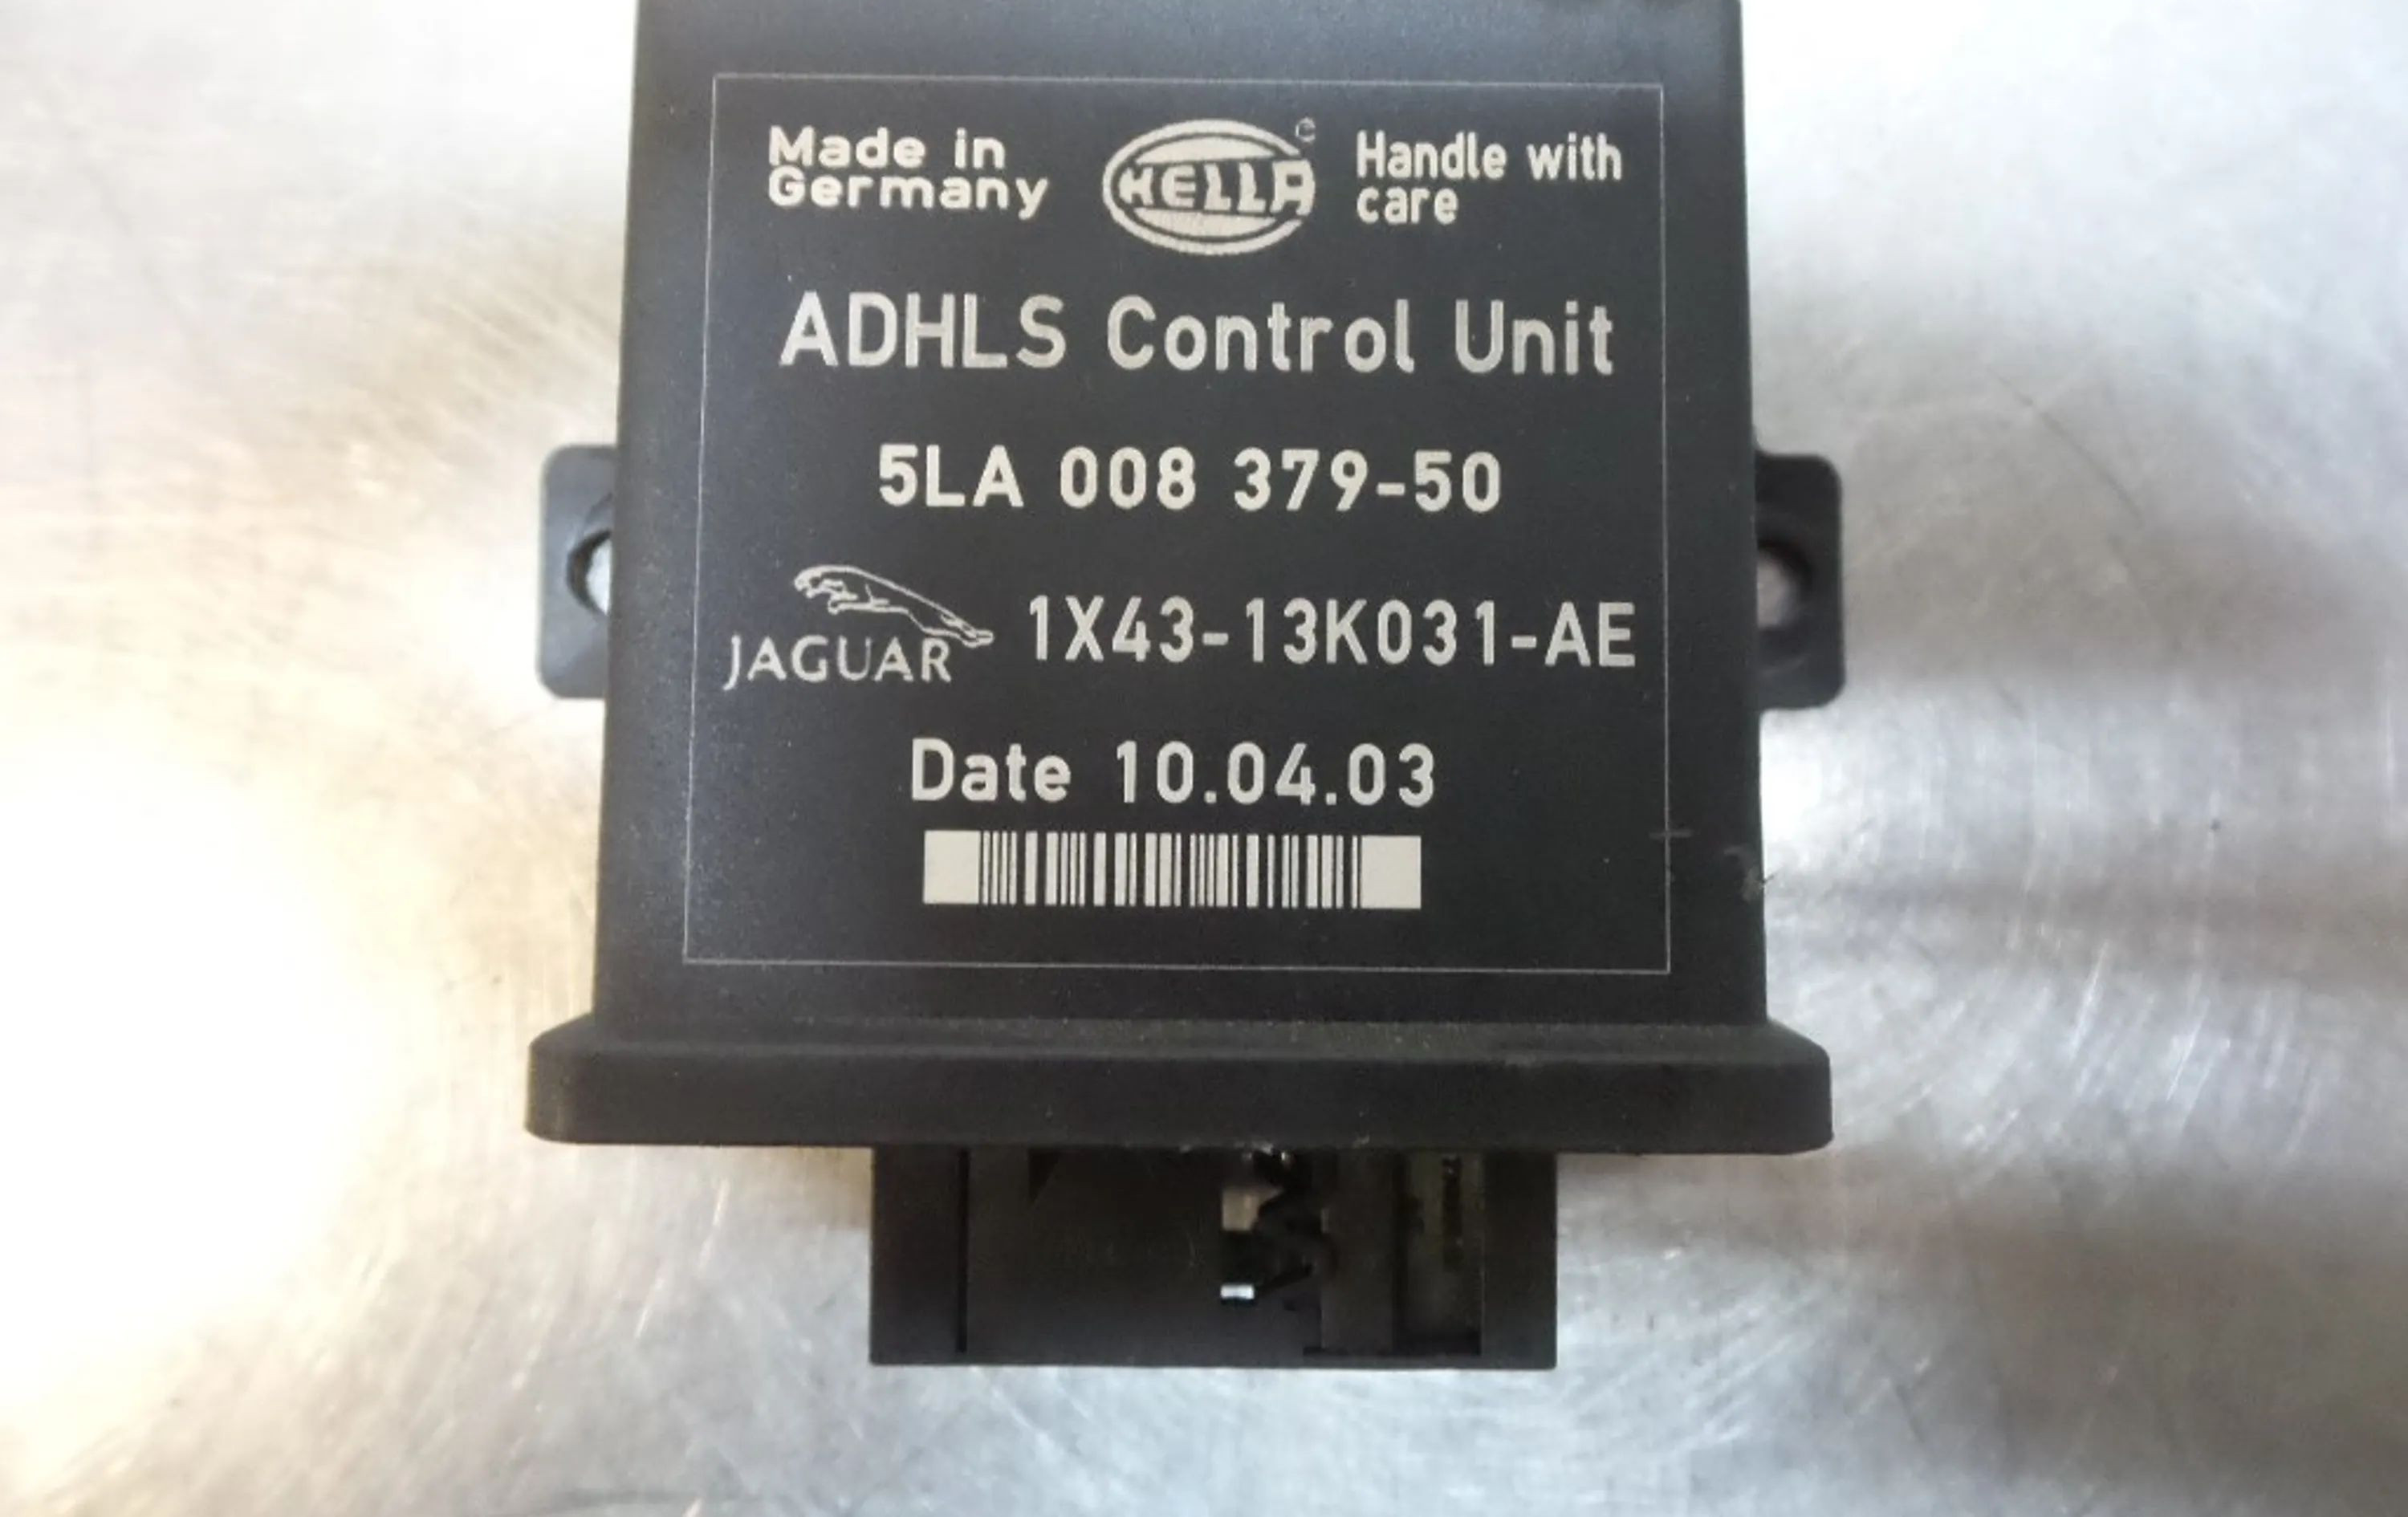 Made in
Germany
HELLA
Handle with
care
ADHLS Control Unit
5LA 008 379-50
JAGUAR 1X43-13K031-AE
Date 10.04.03